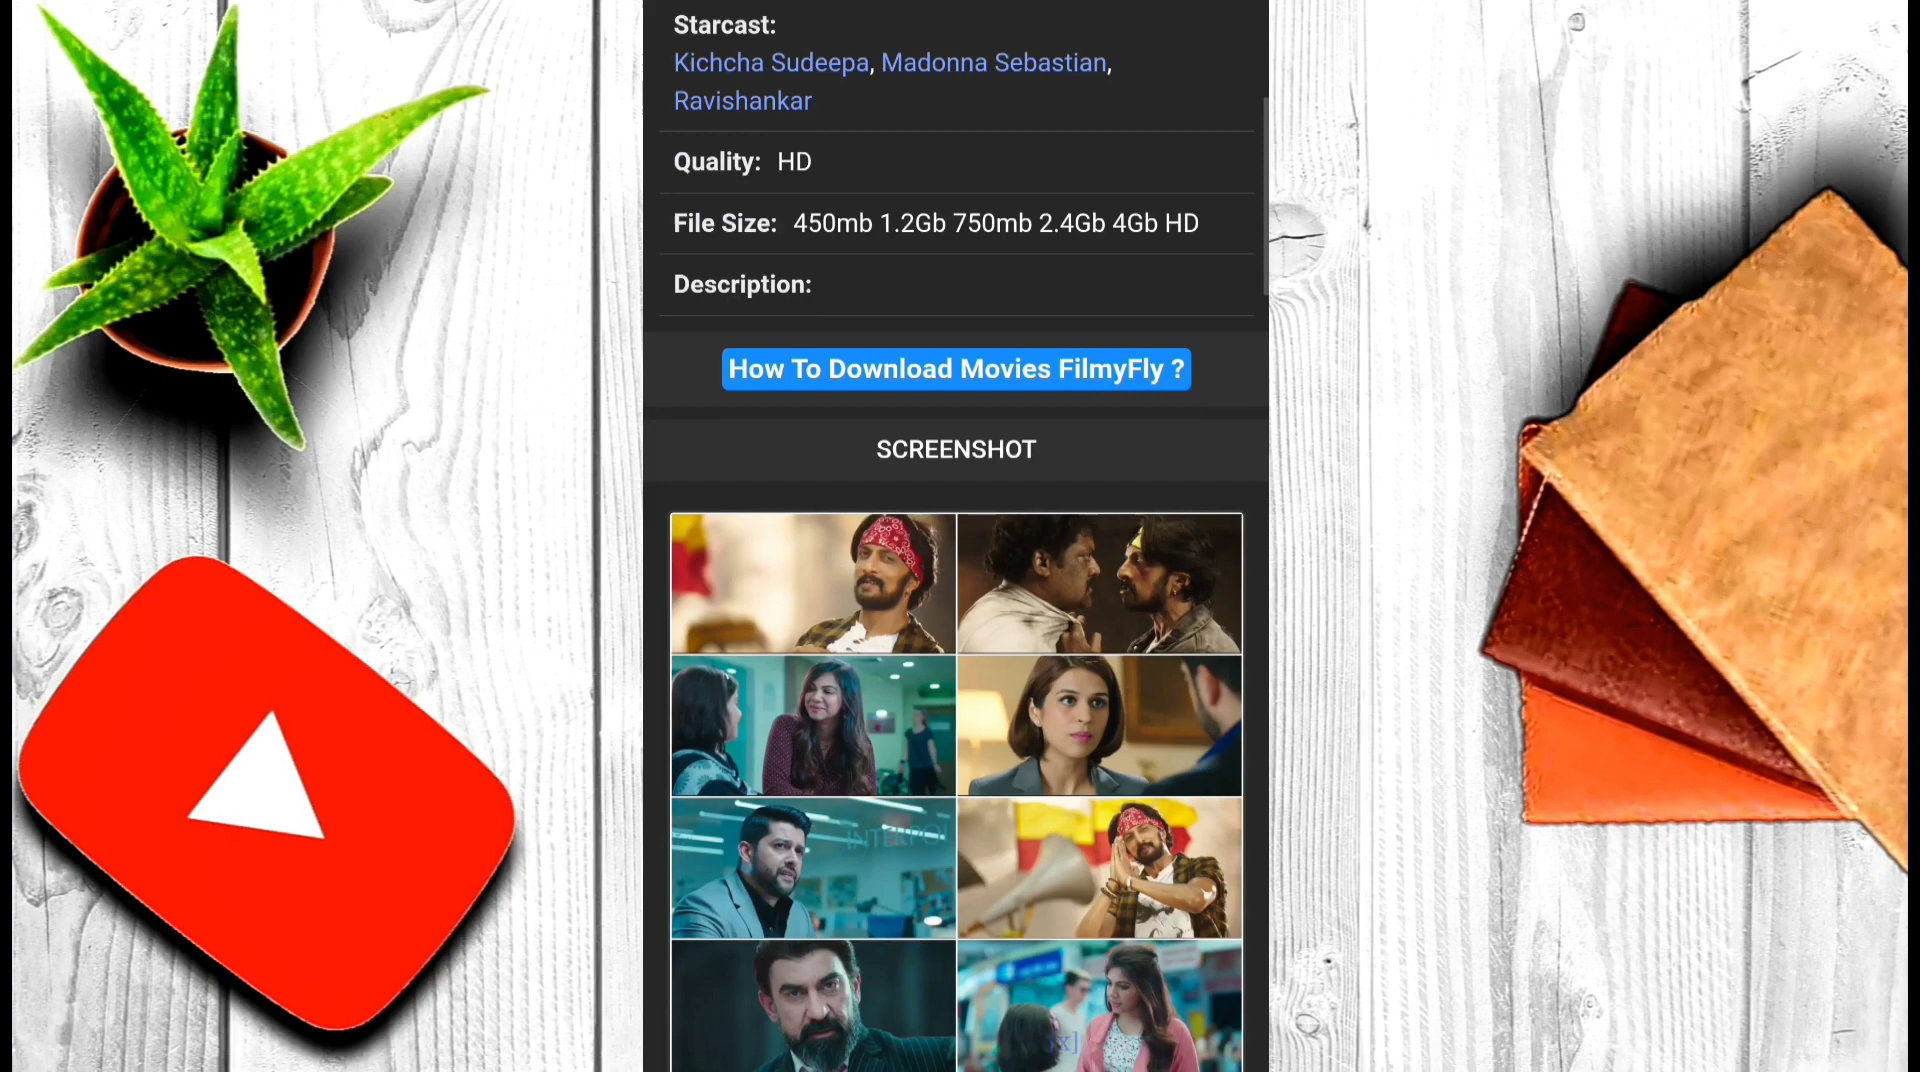 Starcast:
Kichcha Sudeepa, Madonna Sebastian,
Ravishankar
Quality: HD
File Size: 450mb 1.2Gb 750mb 2.4Gb 4Gb HD
Description:
How To Download Movies FilmyFly ?
SCREENSHOT
INTERPOL